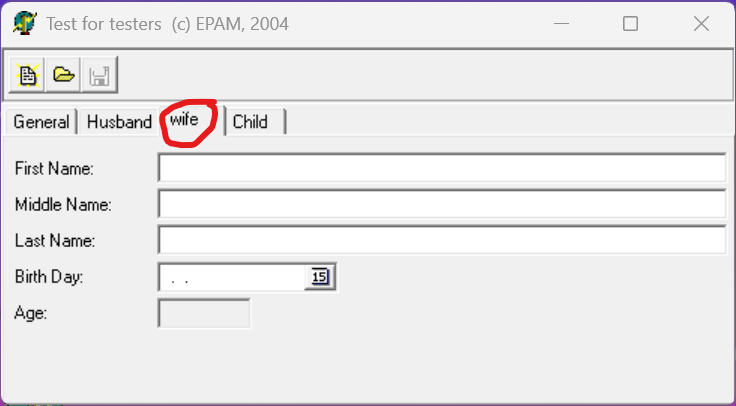 Test for testers (c) EPAM, 2004
General Husband wife Child
First Name:
Middle Name:
Last Name:
Birth Day: . . 15
Age: